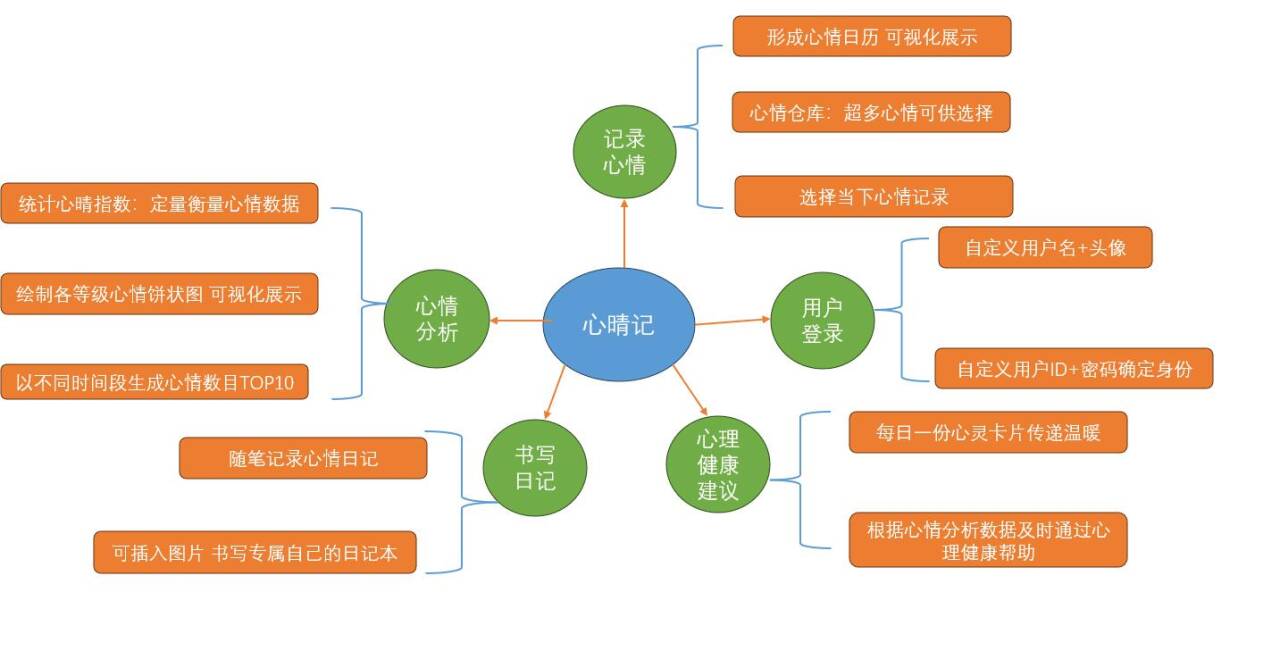 形成心情日历 可视化展示
心情仓库：超多心情可供选择
选择当下心情记录
记录
心情
统计心晴指数：定量衡量心情数据
绘制各等级心情饼状图 可视化展示
以不同时间段生成心情数目TOP10
心情
分析
心晴记
用户
登录
自定义用户名+头像
自定义用户ID+密码确定身份
随笔记录心情日记
可插入图片 书写专属自己的日记本
书写
日记
心理
健康
建议
每日一份心灵卡片传递温暖
根据心情分析数据及时通过心
理健康帮助